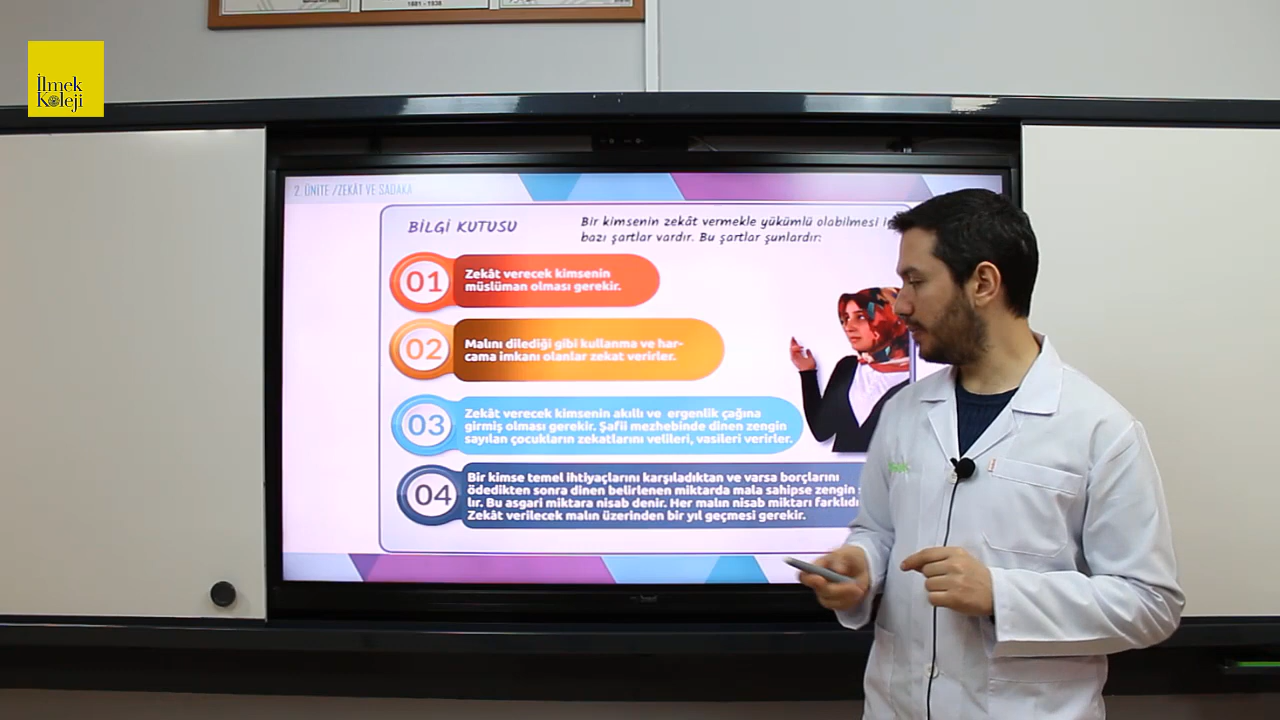 1881 - 1938
İlmek
Koleji
2. ÜNİTE /ZEKÂT VE SADAKA
BİLGİ KUTUSU
Bir kimsenin zekât vermekle yükümlü olabilmesi
bazı şartlar vardır. Bu şartlar şunlardır:
01
Zekât verecek kimsenin
müslüman olması gerekir.
02
Malını dilediği gibi kullanma ve har-
cama imkanı olanlar zekat verirler.
03
Zekât verecek kimsenin akıllı ve ergenlik çağına
girmiş olması gerekir. Şafii mezhebinde dinen zengin
sayılan çocukların zekatlarını velileri, vasileri verirler.
04
Bir kimse temel ihtiyaçlarını karşıladıktan ve varsa borçlarını
ödedikten sonra dinen belirlenen miktarda mala sahipse zengin
lır. Bu asgari miktara nisab denir. Her malın nisab miktarı farklıdı
Zekât verilecek malın üzerinden bir yıl geçmesi gerekir.